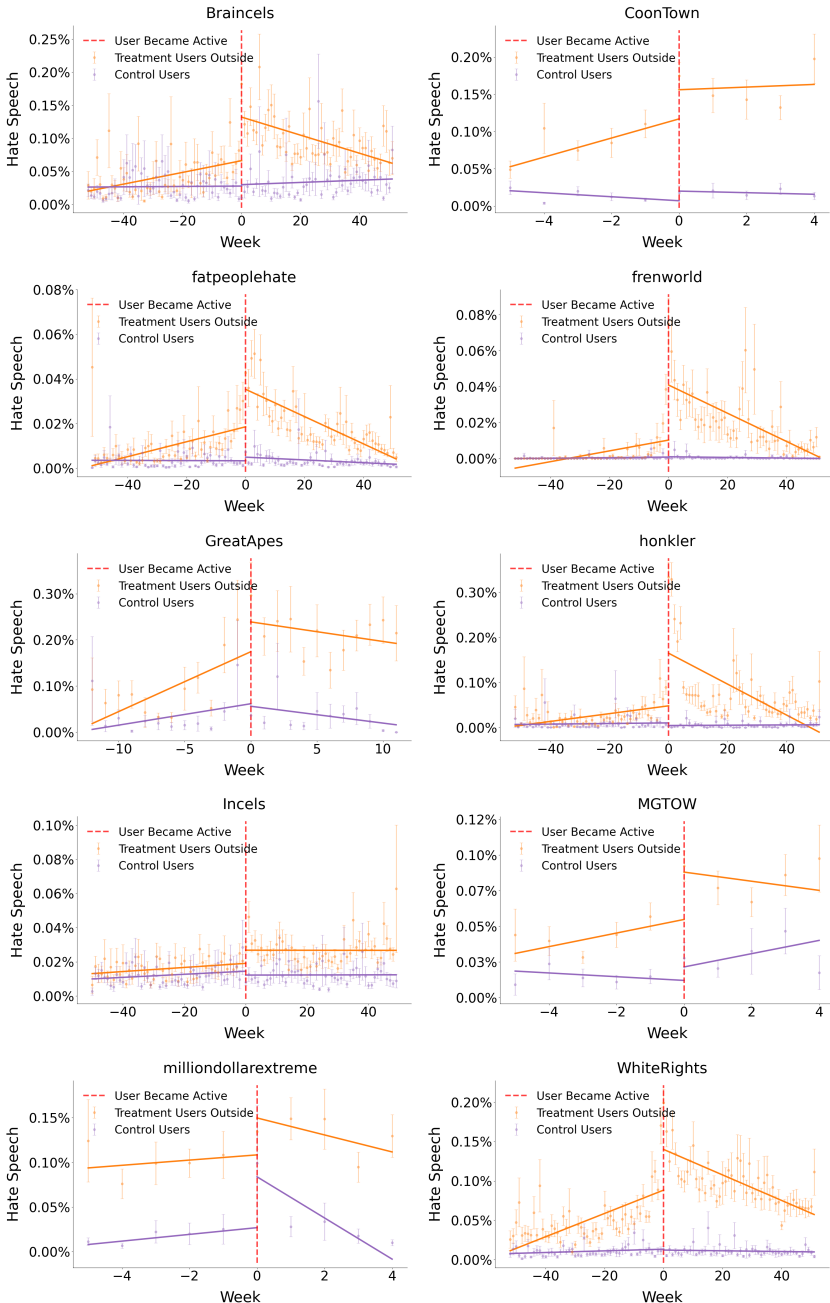 Braincels
Hate Speech
0.25%
0.20%
0.15%
0.10%
0.05%
0.00%
User Became Active
Treatment Users Outside
Control Users
−40 −20 0 20 40
Week
CoonTown
Hate Speech
0.20%
0.15%
0.10%
0.05%
0.00%
User Became Active
Treatment Users Outside
Control Users
−4 −2 0 2 4
Week
fatpeoplehate
Hate Speech
0.08%
0.06%
0.04%
0.02%
0.00%
User Became Active
Treatment Users Outside
Control Users
−40 −20 0 20 40
Week
frenworld
Hate Speech
0.08%
0.06%
0.04%
0.02%
0.00%
User Became Active
Treatment Users Outside
Control Users
−40 −20 0 20 40
Week
GreatApes
Hate Speech
0.30%
0.20%
0.10%
0.00%
User Became Active
Treatment Users Outside
Control Users
−10 −5 0 5 10
Week
honkler
Hate Speech
0.30%
0.20%
0.10%
0.00%
User Became Active
Treatment Users Outside
Control Users
−40 −20 0 20 40
Week
Incels
Hate Speech
0.10%
0.08%
0.06%
0.04%
0.02%
0.00%
User Became Active
Treatment Users Outside
Control Users
−40 −20 0 20 40
Week
MGTOW
Hate Speech
0.12%
0.10%
0.07%
0.05%
0.03%
0.00%
User Became Active
Treatment Users Outside
Control Users
−4 −2 0 2 4
Week
milliondollarextreme
Hate Speech
0.15%
0.10%
0.05%
0.00%
User Became Active
Treatment Users Outside
Control Users
−4 −2 0 2 4
Week
WhiteRights
Hate Speech
0.20%
0.15%
0.10%
0.05%
0.00%
User Became Active
Treatment Users Outside
Control Users
−40 −20 0 20 40
Week